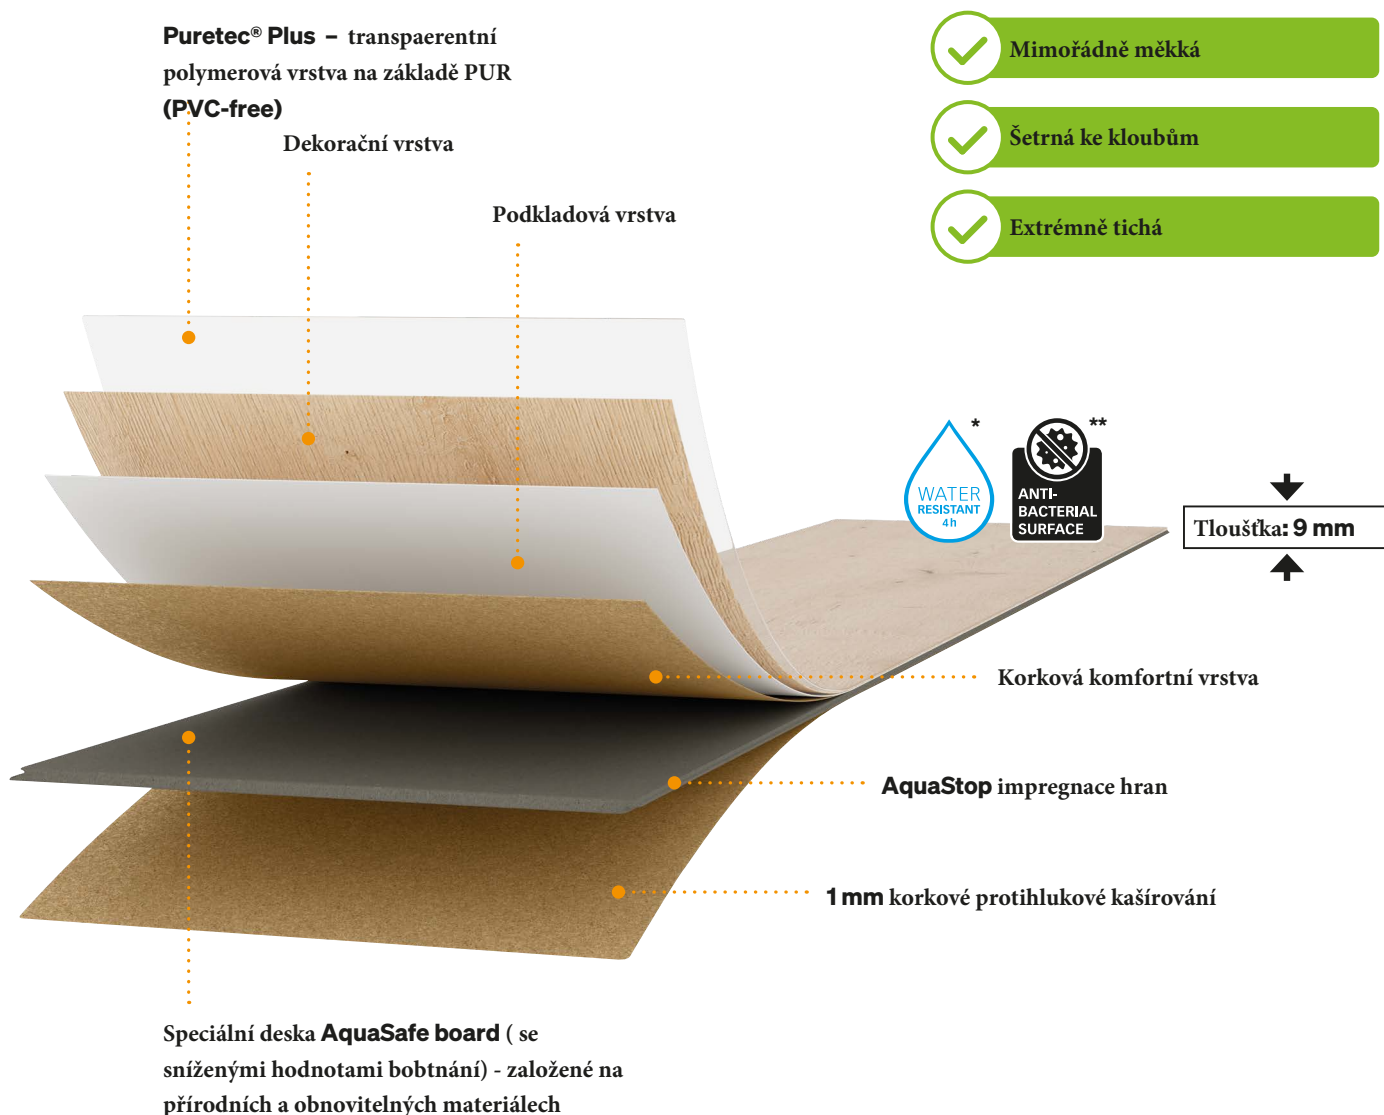 Puretec® Plus – transpaerentní
polymerová vrstva na základě PUR
(PVC-free)
Dekorační vrstva
Podkladová vrstva
Mimořádně měkká
Šetrná ke kloubům
Extrémně tichá
*
WATER
RESISTANT
4h
**
ANTI-
BACTERIAL
SURFACE
Tloušťka: 9 mm
Korková komfortní vrstva
AquaStop impregnace hran
1 mm korkové protihlukové kašírování
Speciální deska AquaSafe board ( se
sníženými hodnotami bobtnání) - založené na
přírodních a obnovitelných materiálech